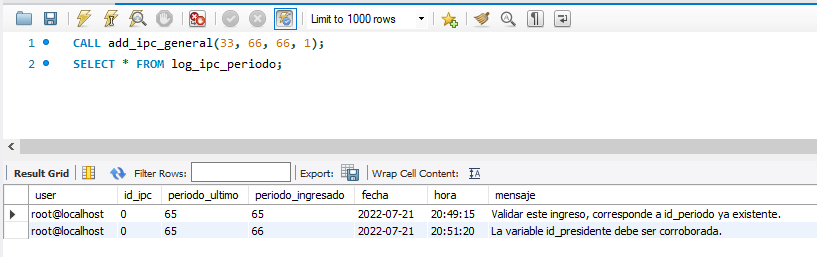 Limit to 1000 rows
1 CALL add_ipc_general(33, 66, 66, 1);
2 SELECT * FROM log_ipc_periodo;
Result Grid Filter Rows: Export: Wrap Cell Content: IA
user id_ipc periodo_ultimo periodo_ingresado fecha hora mensaje
root@localhost 0 65 65 2022-07-21 20:49:15 Validar este ingreso, corresponde a id_periodo ya existente.
root@localhost 0 65 66 2022-07-21 20:51:20 La variable id_presidente debe ser corroborada.